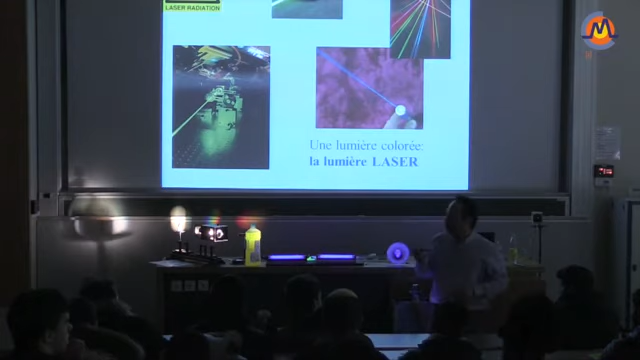 LASER RADIATION
Une lumière colorée:
la lumière LASER
M